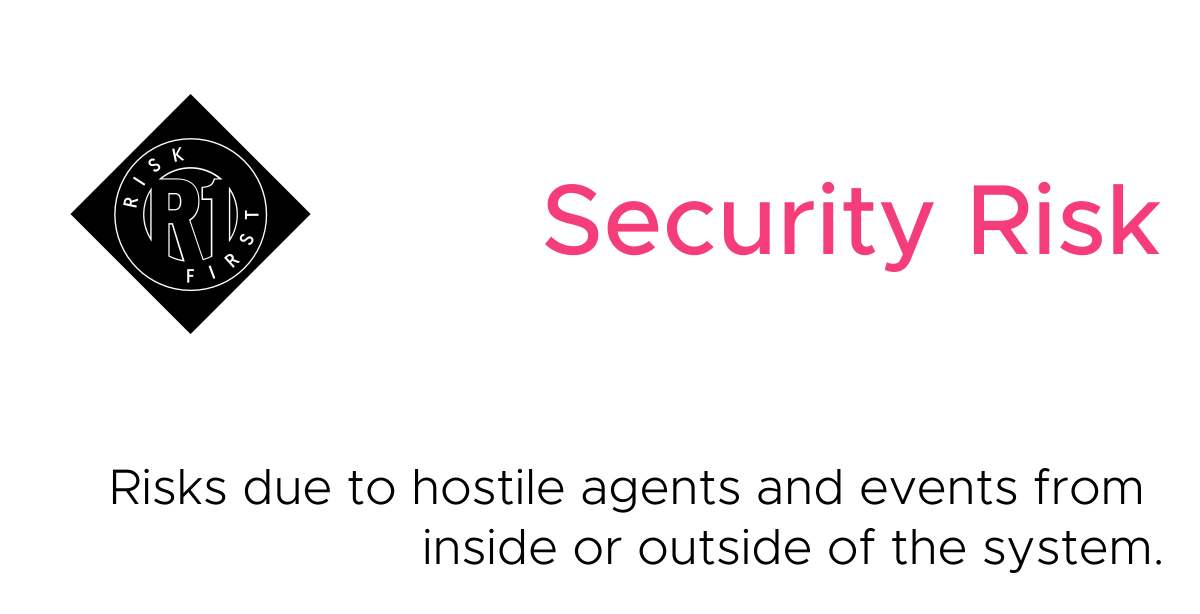 RISK
R1
FIRST
Security Risk
Risks due to hostile agents and events from
inside or outside of the system.